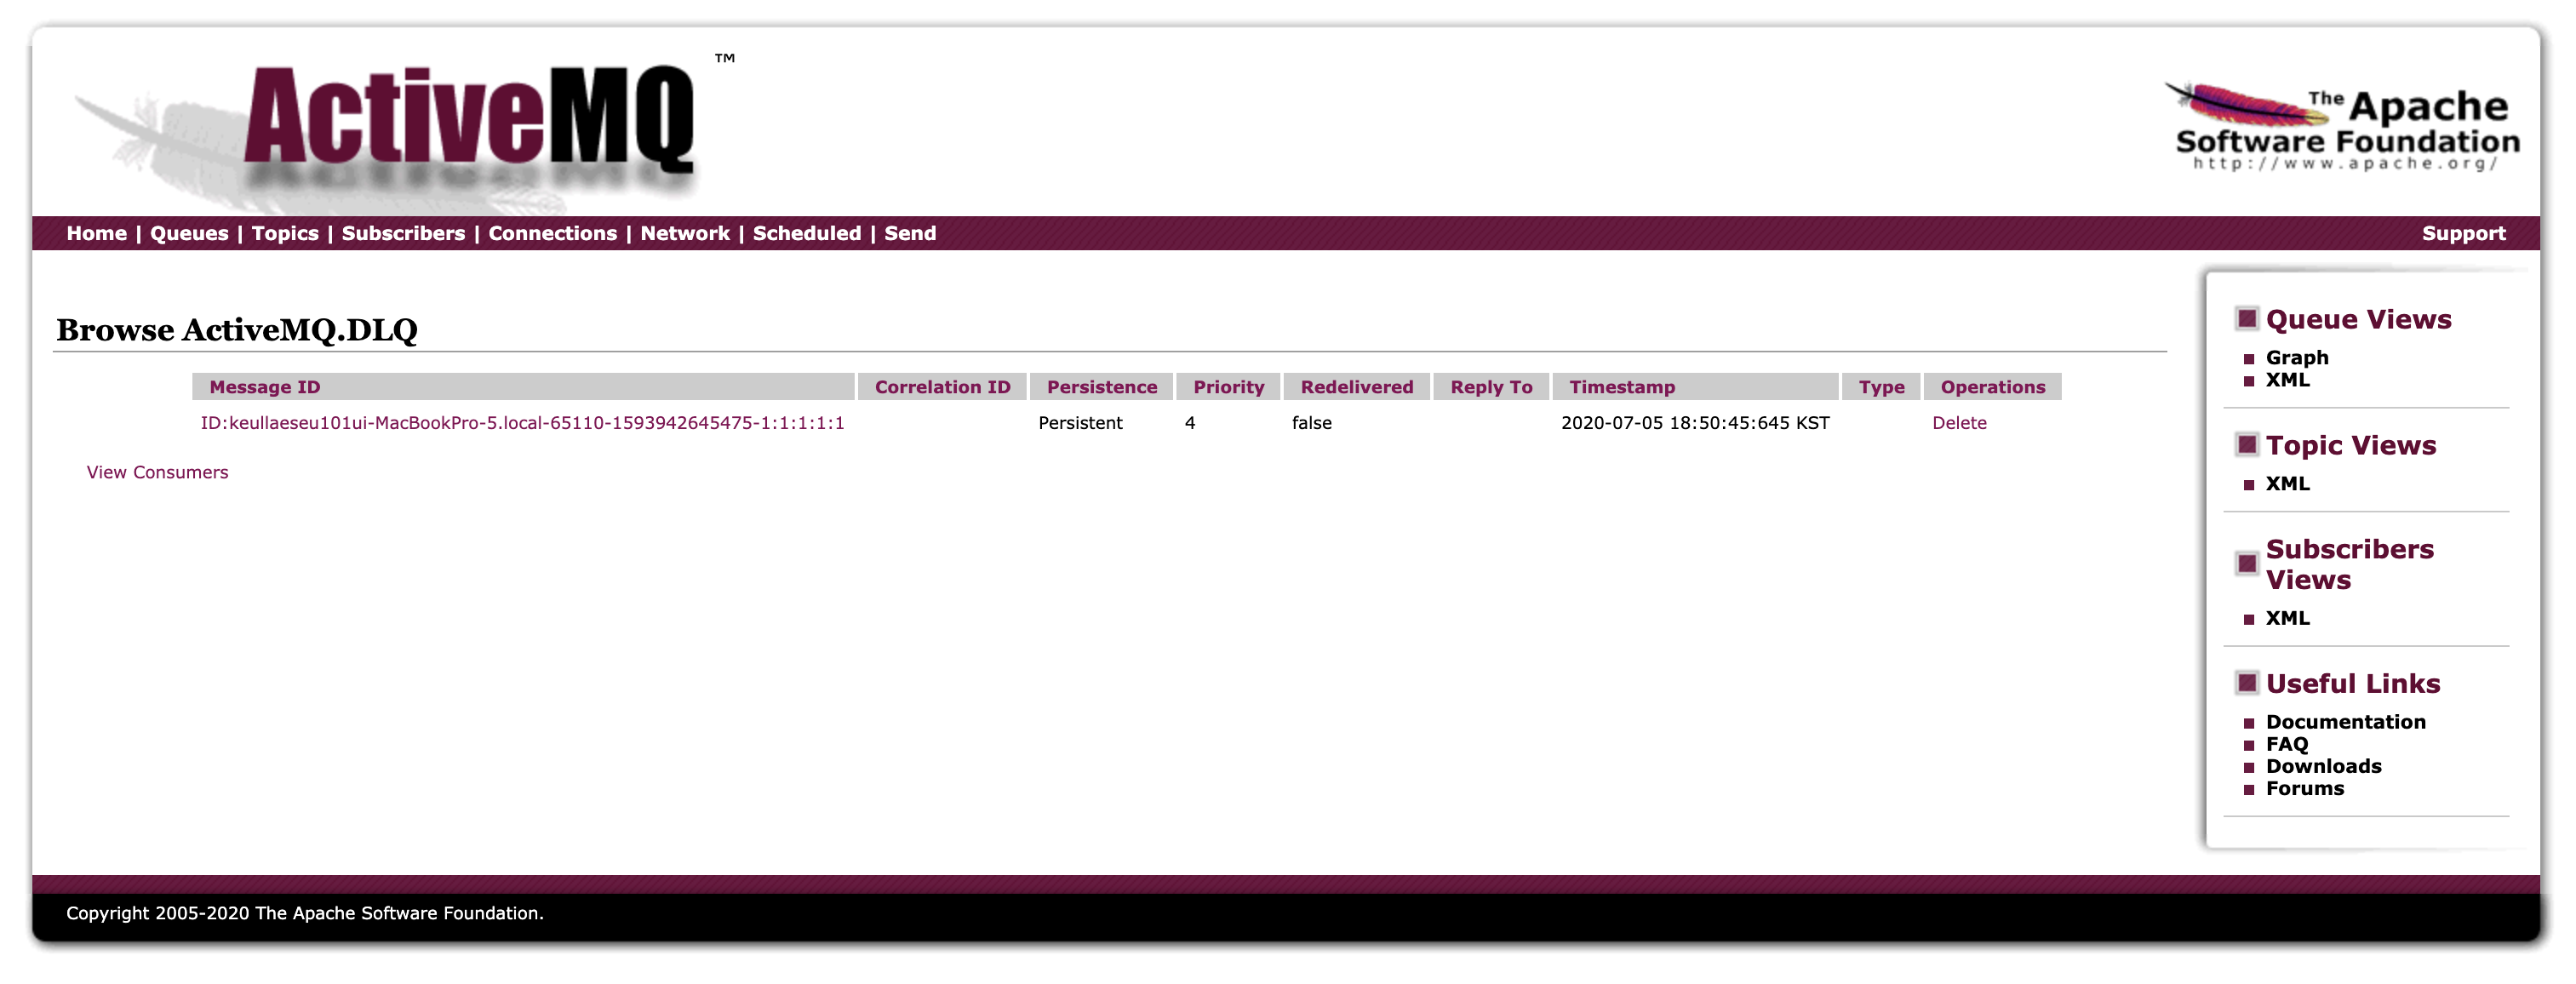 ActiveMQ ™
The Apache
Software Foundation
http://www.apache.org/
Home | Queues | Topics | Subscribers | Connections | Network | Scheduled | Send
Support
Browse ActiveMQ.DLQ
Message ID Correlation ID Persistence Priority Redelivered Reply To Timestamp Type Operations
ID:keullaeseu101ui-MacBookPro-5.local-65110-1593942645475-1:1:1:1:1 Persistent 4 false 2020-07-05 18:50:45:645 KST Delete
View Consumers
Queue Views
Graph
XML
Topic Views
XML
Subscribers
Views
XML
Useful Links
Documentation
FAQ
Downloads
Forums
Copyright 2005-2020 The Apache Software Foundation.